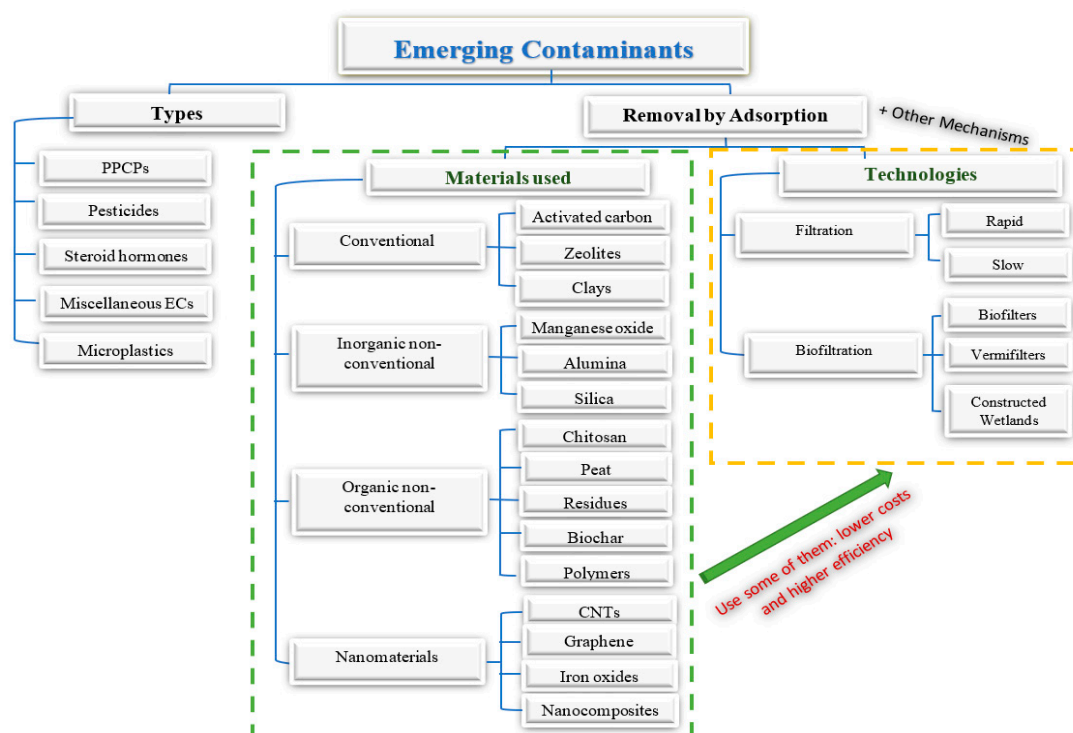 Emerging Contaminants
Types
Removal by Adsorption
+ Other Mechanisms
PPCPs
Pesticides
Steroid hormones
Miscellaneous ECs
Microplastics
Materials used
Conventional
Activated carbon
Zeolites
Clays
Inorganic non-
conventional
Manganese oxide
Alumina
Silica
Organic non-
conventional
Chitosan
Peat
Residues
Biochar
Polymers
Nanomaterials
CNTs
Graphene
Iron oxides
Nanocomposites
Technologies
Filtration
Rapid
Slow
Biofiltration
Biofilters
Vermifilters
Constructed
Wetlands
Use some of them: lower costs
and higher efficiency